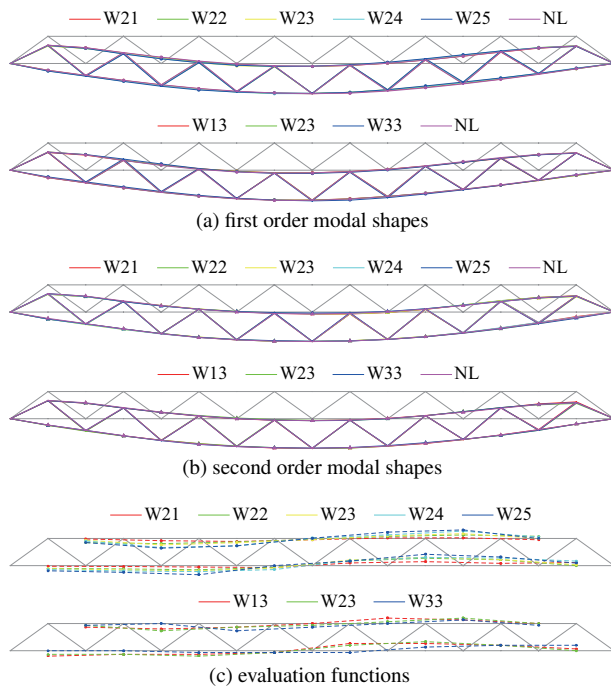 W21 W22 W23 W24 W25 NL
W13 W23 W33 NL
(a) first order modal shapes
W21 W22 W23 W24 W25 NL
W13 W23 W33 NL
(b) second order modal shapes
W21 W22 W23 W24 W25
W13 W23 W33
(c) evaluation functions